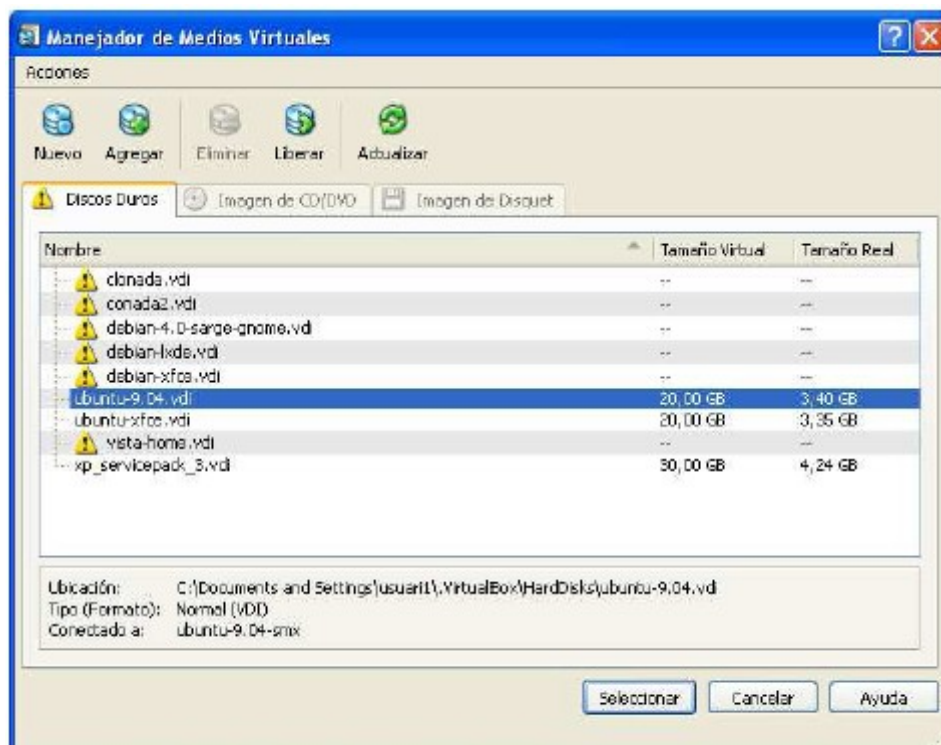 Manejador de Medios Virtuales
Acciones
Nuevo Agregar Eliminar Liberar Actualizar
Discos Duros Imagen de CD/DVD Imagen de Disquet
Nombre Tamaño Virtual Tamaño Real
clonada.vdi -- --
conada2.vdi -- --
debian-4.0-sarge-gnome.vdi -- --
debian-lxde.vdi -- --
debian-xfce.vdi -- --
ubuntu-9.04.vdi 20,00 GB 3,40 GB
ubuntu-xfce.vdi 20,00 GB 3,35 GB
vista-home.vdi -- --
xp_servicepack_3.vdi 30,00 GB 4,24 GB
Ubicación: C:\Documents and Settings\usuari1\.VirtualBox\HardDisks\ubuntu-9.04.vdi
Tipo (Formato): Normal (VDI)
Conectado a: ubuntu-9.04-smx
Seleccionar Cancelar Ayuda